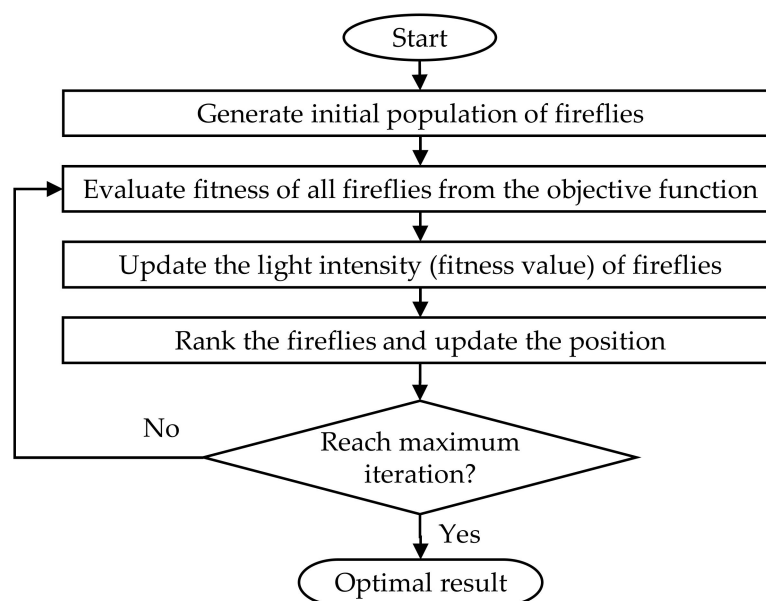 Start
Generate initial population of fireflies
Evaluate fitness of all fireflies from the objective function
Update the light intensity (fitness value) of fireflies
Rank the fireflies and update the position
No
Reach maximum
iteration?
Yes
Optimal result